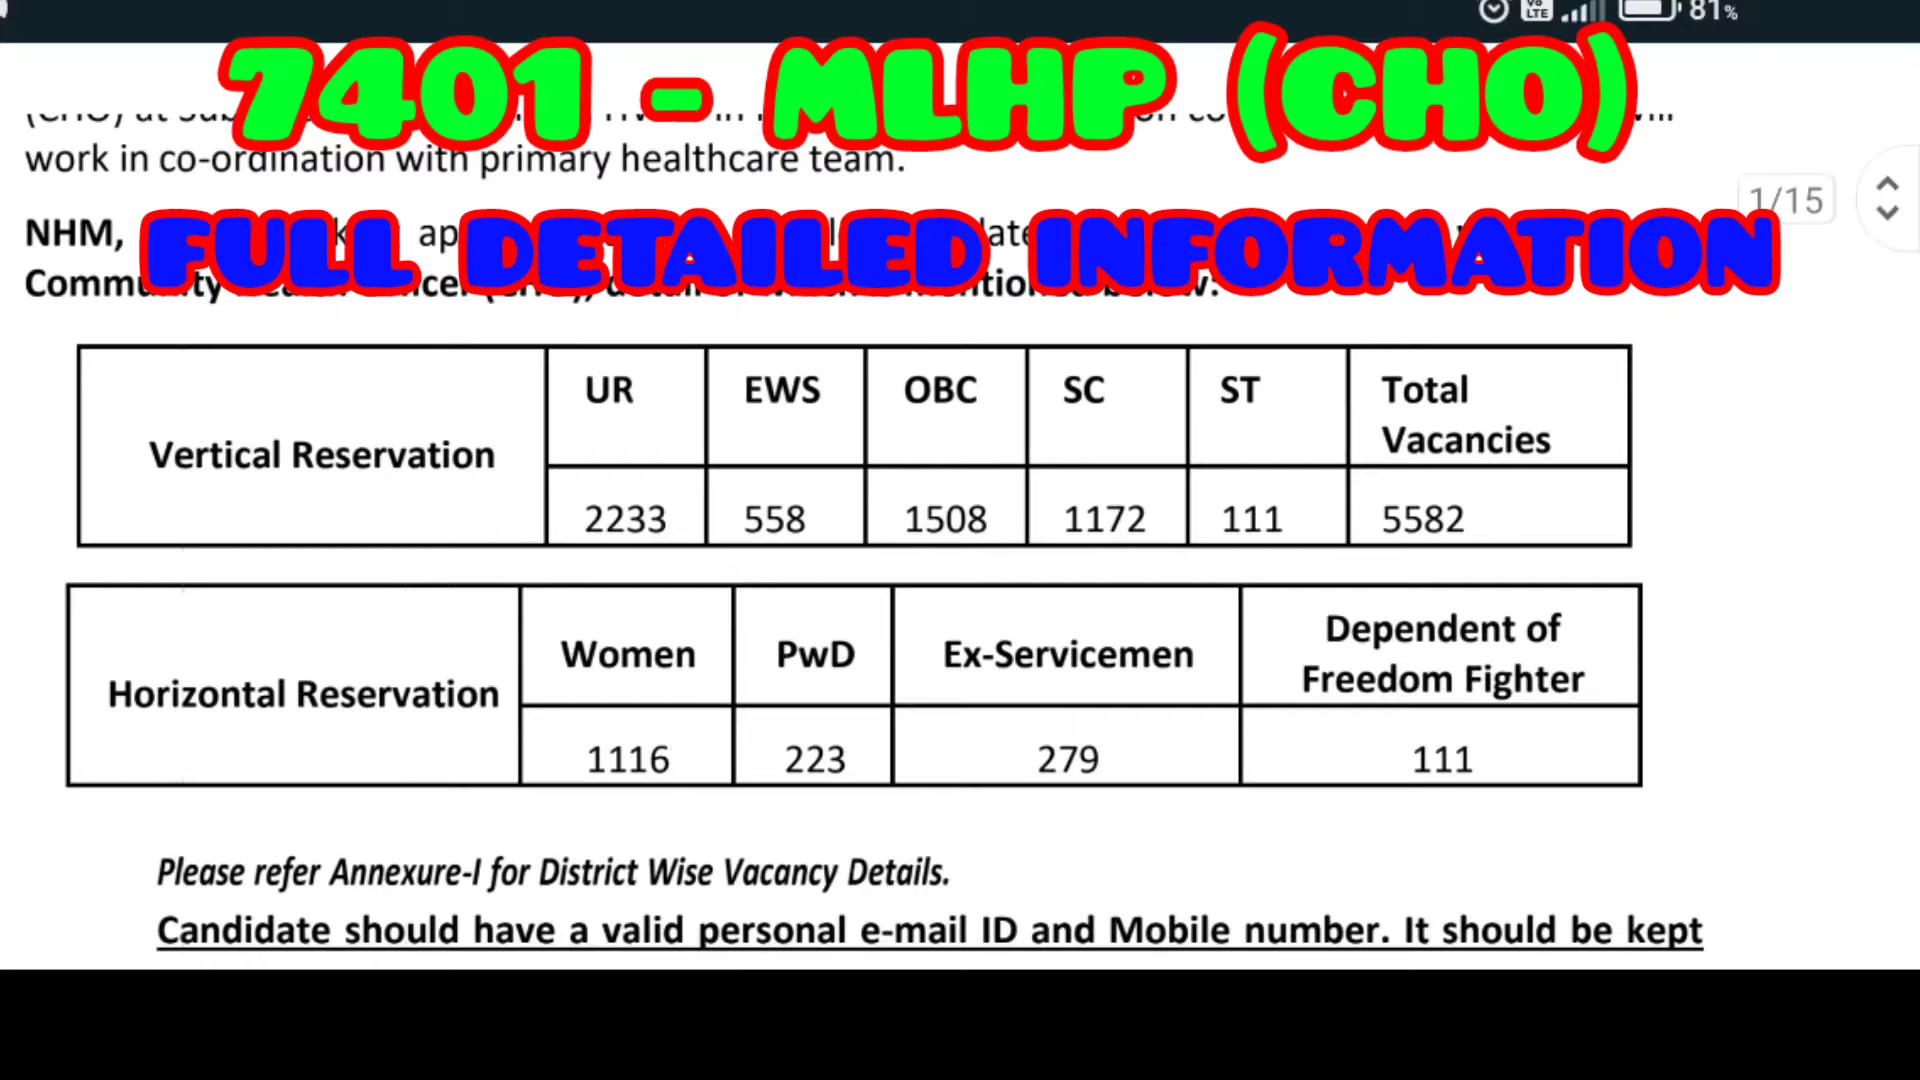 81%
VoLTE
7401 - MLHP (CHO)
work in co-ordination with primary healthcare team.
1/15
NHM,
FULL DETAILED INFORMATION
Vertical Reservation
UR EWS OBC SC ST Total Vacancies
2233 558 1508 1172 111 5582
Horizontal Reservation
Women PwD Ex-Servicemen Dependent of Freedom Fighter
1116 223 279 111
Please refer Annexure-I for District Wise Vacancy Details.
Candidate should have a valid personal e-mail ID and Mobile number. It should be kept